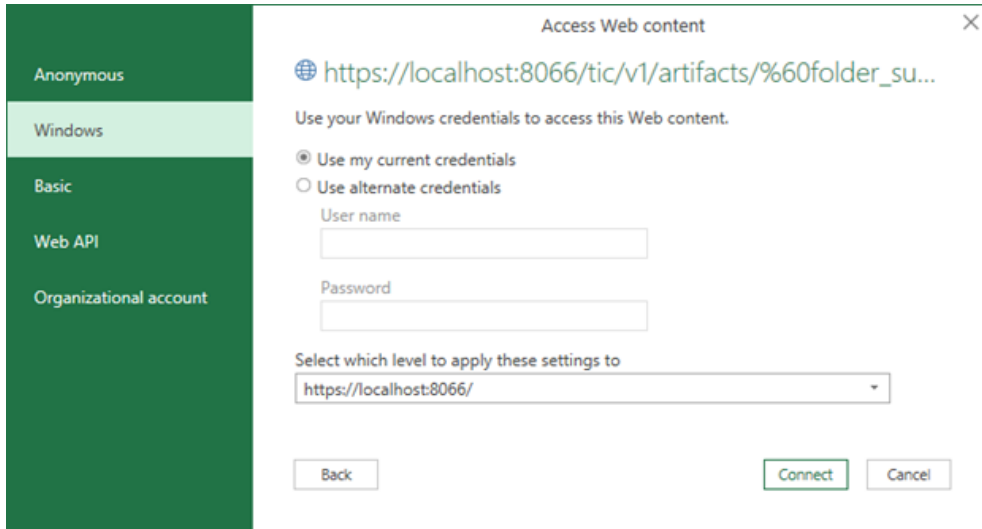 Access Web content
Anonymous
Windows
Basic
Web API
Organizational account
https://localhost:8066/tic/v1/artifacts/%60folder_su...
Use your Windows credentials to access this Web content.
Use my current credentials
Use alternate credentials
User name
Password
Select which level to apply these settings to
https://localhost:8066/
Back
Connect
Cancel